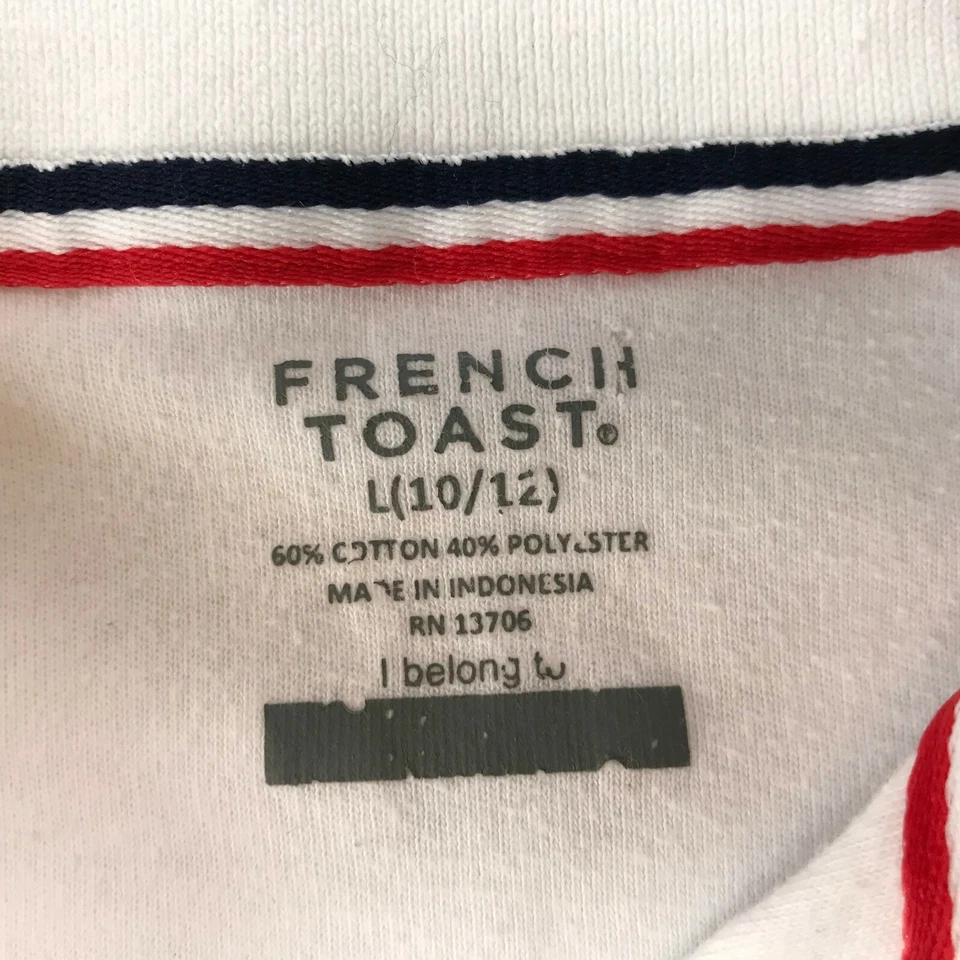 FRENCH
TOAST®
L(10/12)
60% COTTON 40% POLYESTER
MADE IN INDONESIA
RN 13706
I belong to